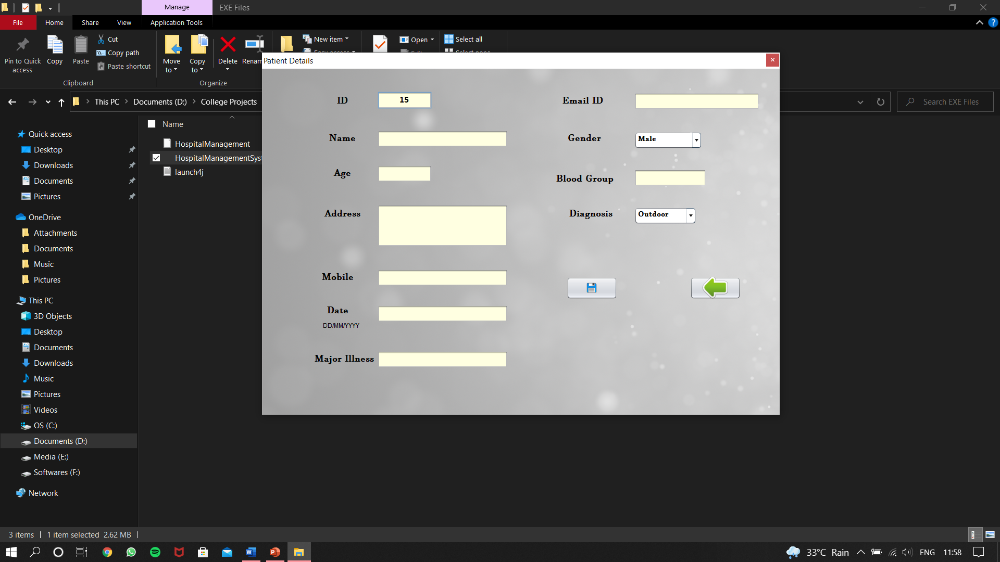 Manage
EXE Files
File
Home
Share
View
Application Tools
Pin to Quick access
Copy
Paste
Cut
Copy path
Paste shortcut
Clipboard
Move to
Copy to
Delete
Renam
Organize
New item
Easy access
Open
Select all
Select none
This PC
Documents (D:)
College Projects
Search EXE Files
Name
HospitalManagement
HospitalManagementSyst
launch4j
Quick access
Desktop
Downloads
Documents
Pictures
OneDrive
Attachments
Documents
Music
Pictures
This PC
3D Objects
Desktop
Documents
Downloads
Music
Pictures
Videos
OS (C:)
Documents (D:)
Media (E:)
Softwares (F:)
Network
Patient Details
ID
15
Name
Age
Address
Mobile
Date
DD/MM/YYYY
Major Illness
Email ID
Gender
Male
Blood Group
Diagnosis
Outdoor
3 items
1 item selected 2.62 MB
33°C Rain
ENG
11:58